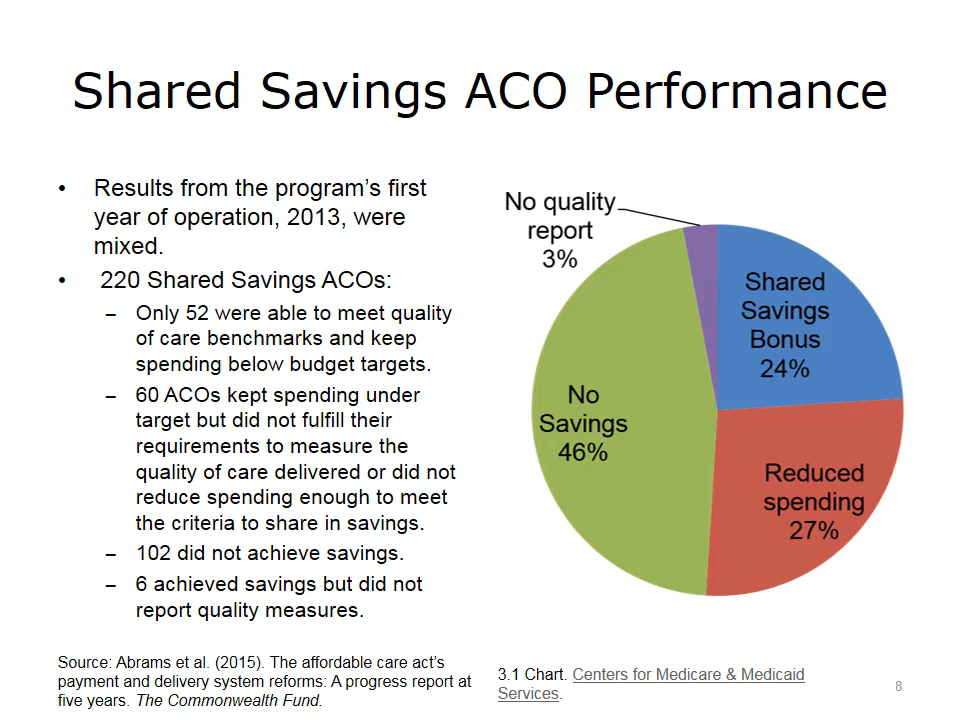 Shared Savings ACO Performance
• Results from the program's first
year of operation, 2013, were
mixed.
• 220 Shared Savings ACOs:
– Only 52 were able to meet quality
of care benchmarks and keep
spending below budget targets.
– 60 ACOs kept spending under
target but did not fulfill their
requirements to measure the
quality of care delivered or did not
reduce spending enough to meet
the criteria to share in savings.
– 102 did not achieve savings.
– 6 achieved savings but did not
report quality measures.
No quality
report
3%
Shared
Savings
Bonus
24%
No
Savings
46%
Reduced
spending
27%
Source: Abrams et al. (2015). The affordable care act's
payment and delivery system reforms: A progress report at
five years. The Commonwealth Fund.
3.1 Chart. Centers for Medicare & Medicaid
Services.
8